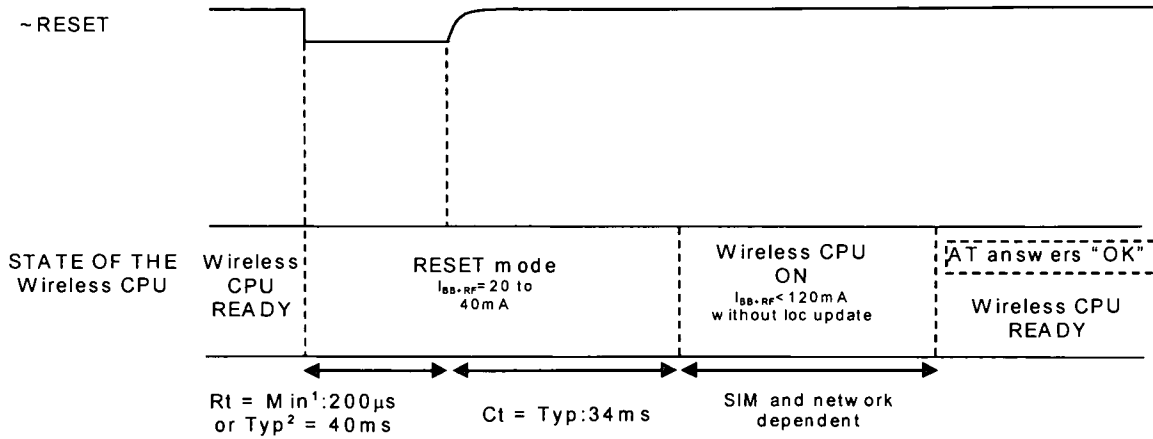 ~RESET
STATE OF THE
Wireless CPU
Wireless
CPU
READY
RESET mode
I_BB+RF=20 to
40mA
Wireless CPU
ON
I_BB+RF<120mA
without loc update
AT answers "OK"
Wireless CPU
READY
Rt = Min¹:200µs
or Typ² = 40ms
Ct = Typ:34ms
SIM and network
dependent